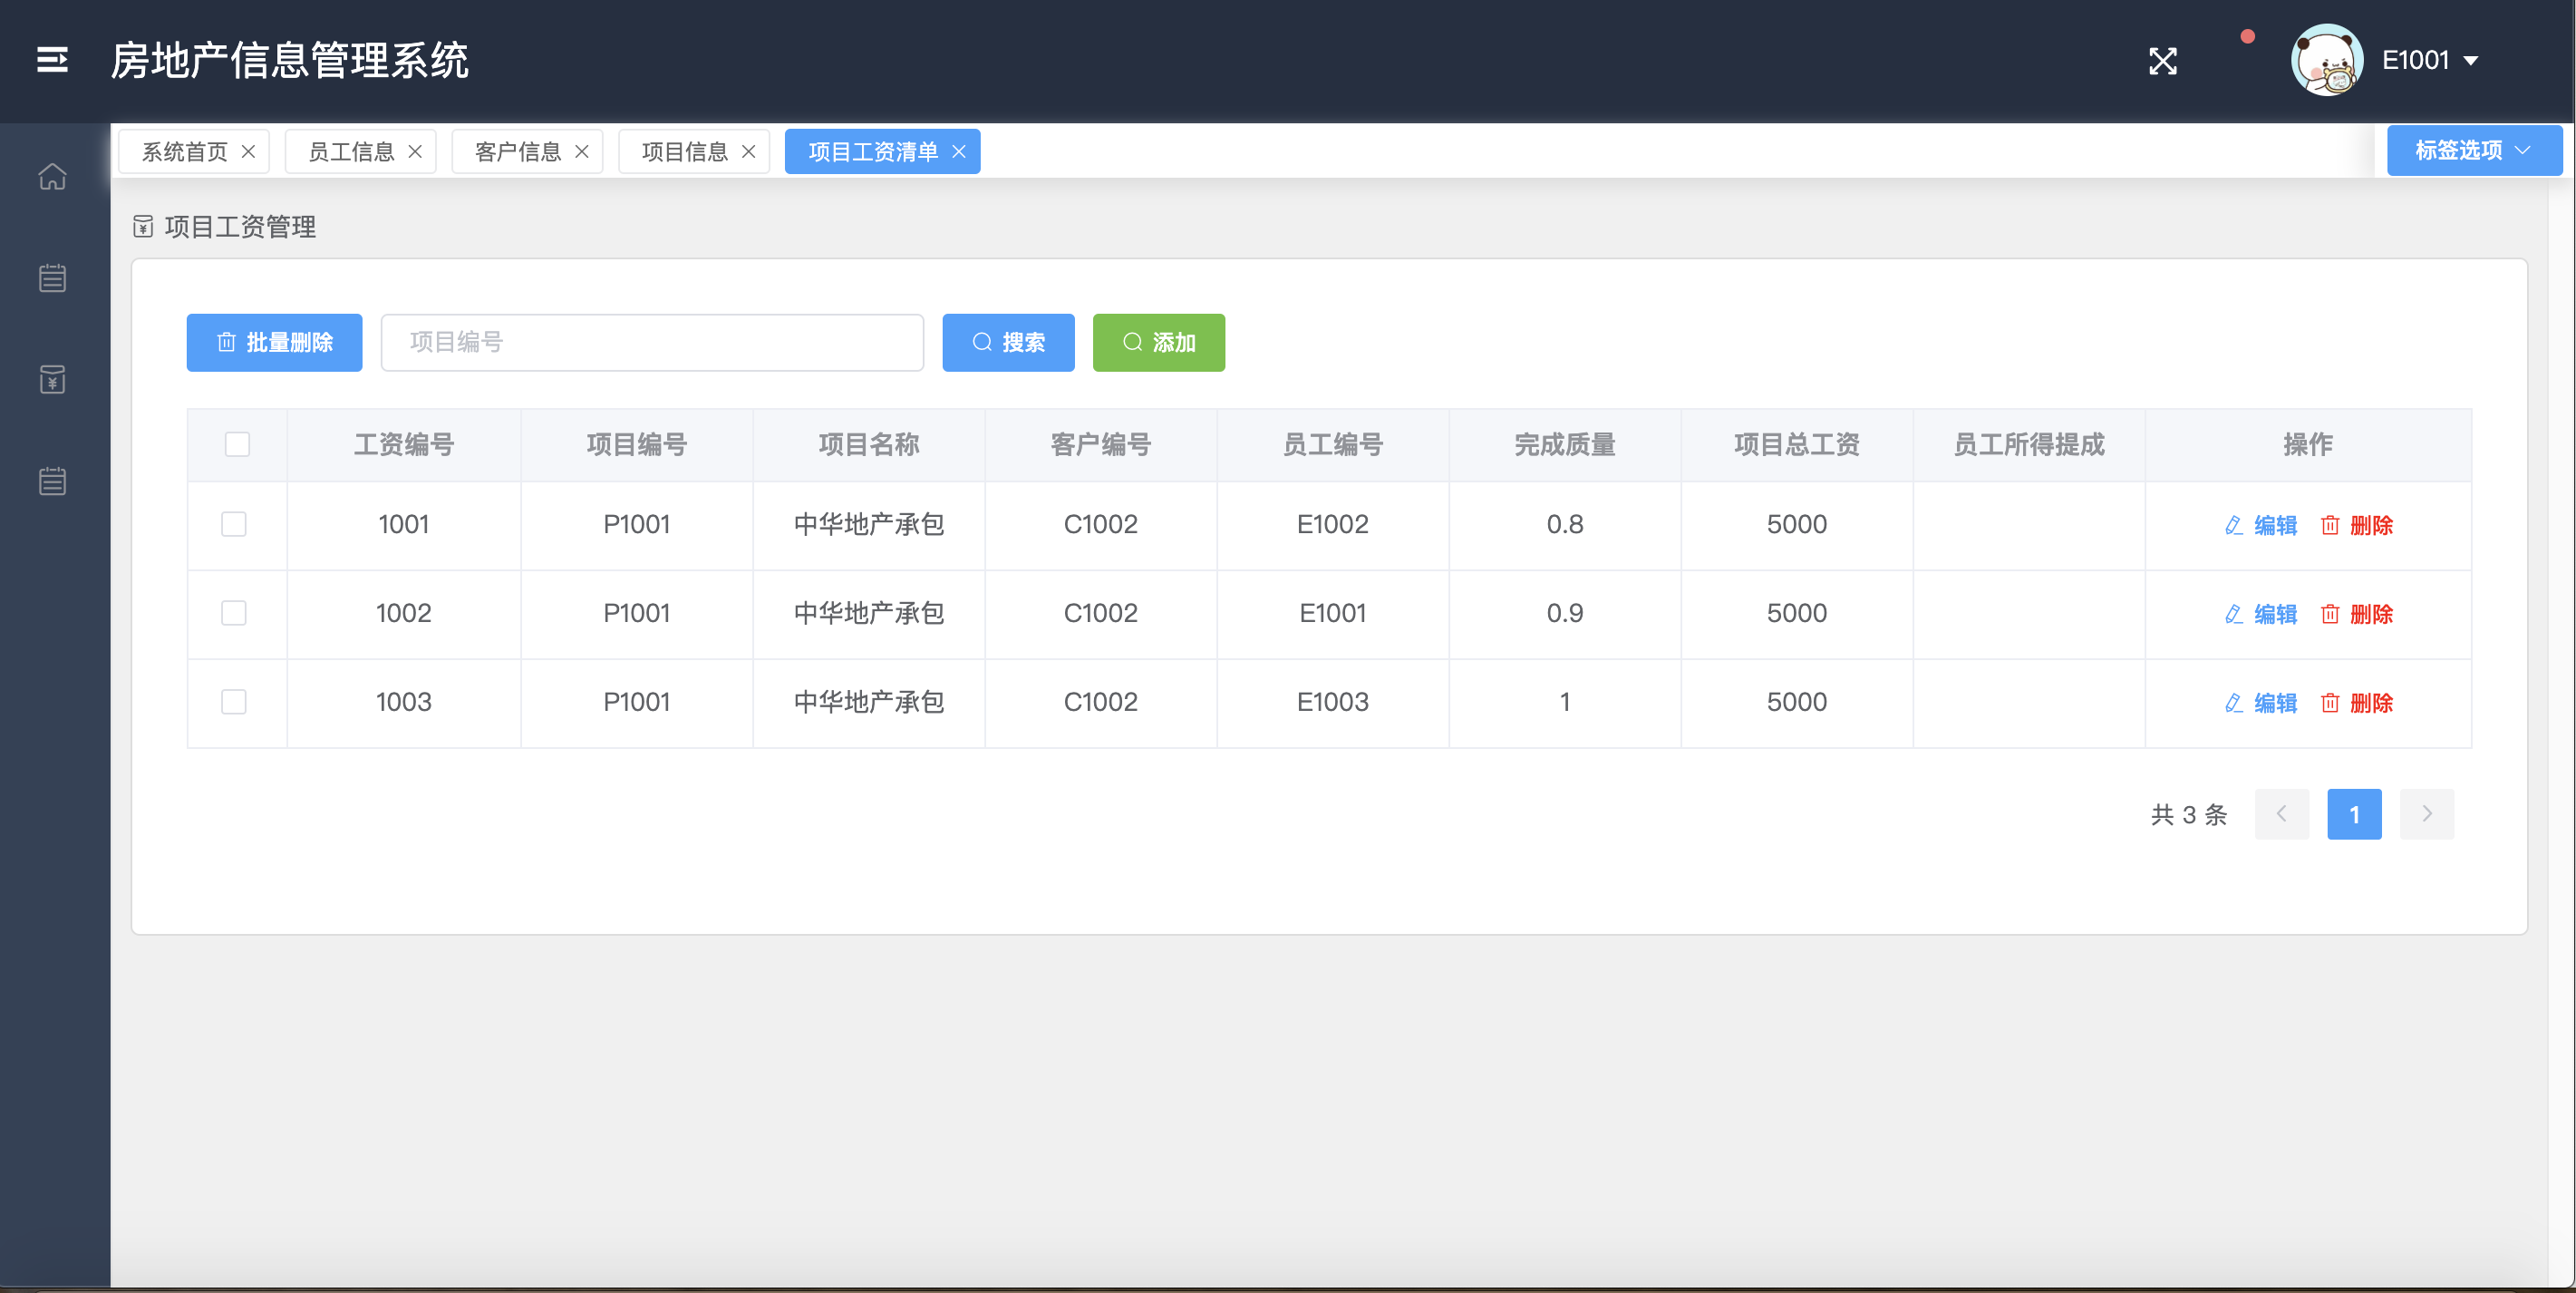 房地产信息管理系统 E1001
系统首页 员工信息 客户信息 项目信息 项目工资清单 标签选项
项目工资管理
批量删除 项目编号 搜索 添加
工资编号 项目编号 项目名称 客户编号 员工编号 完成质量 项目总工资 员工所得提成 操作
1001 P1001 中华地产承包 C1002 E1002 0.8 5000 编辑 删除
1002 P1001 中华地产承包 C1002 E1001 0.9 5000 编辑 删除
1003 P1001 中华地产承包 C1002 E1003 1 5000 编辑 删除
共 3 条 1